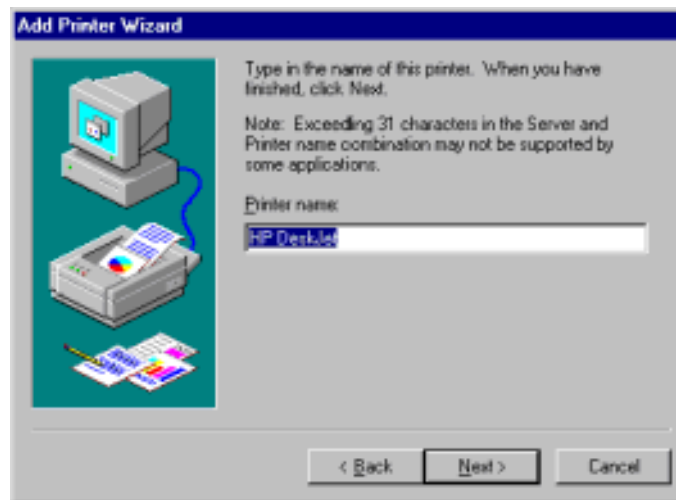 Add Printer Wizard
Type in the name of this printer. When you have
finished, click Next.
Note: Exceeding 31 characters in the Server and
Printer name combination may not be supported by
some applications.
Printer name:
HP DeskJet
< Back
Next >
Cancel